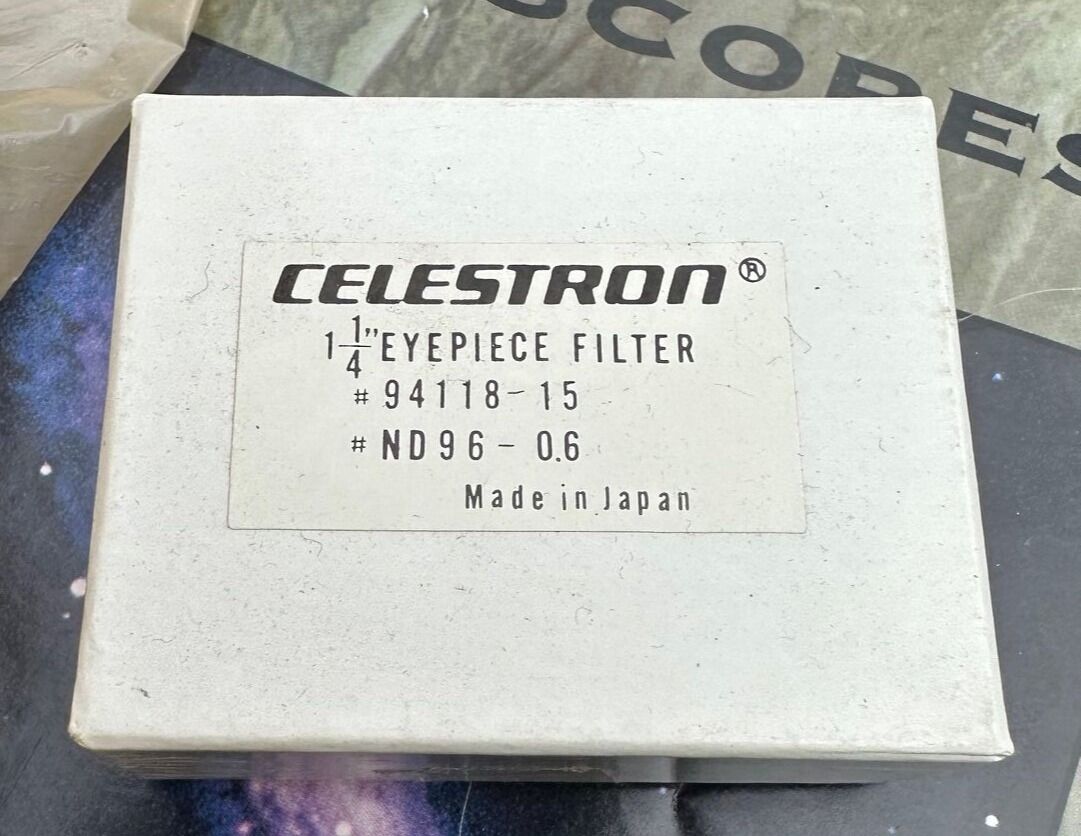 SCOPES
CELESTRON®
1 1/4" EYEPIECE FILTER
# 94118-15
# ND96-0.6
Made in Japan